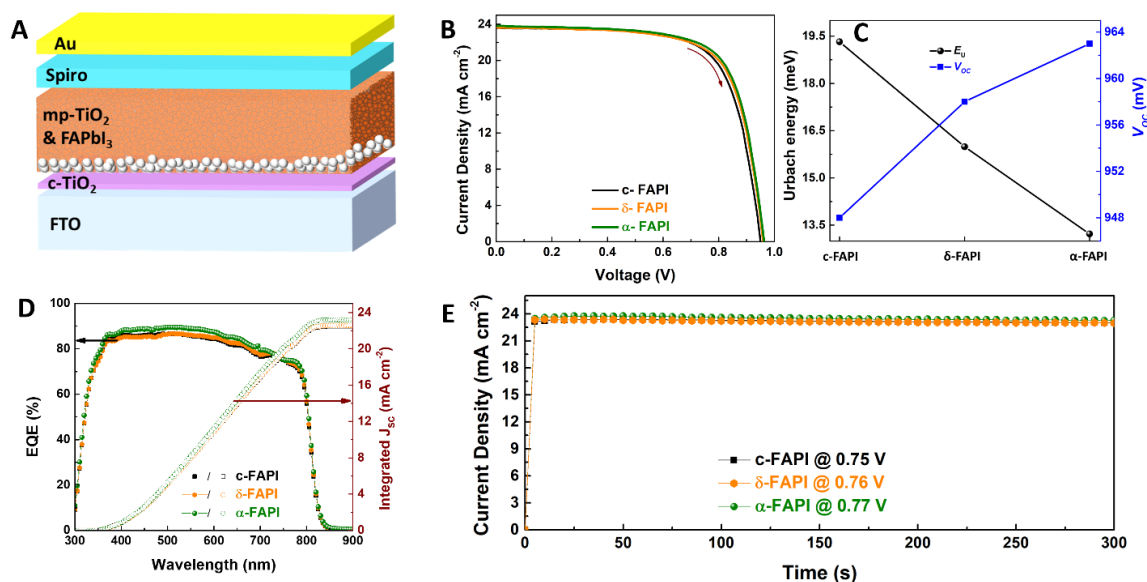 A
Au
Spiro
mp-TiO₂
& FAPbI₃
c-TiO₂
FTO
B
Current Density (mA cm⁻²)
24
20
16
12
8
4
0
c- FAPI
δ- FAPI
α- FAPI
0.0 0.2 0.4 0.6 0.8 1.0
Voltage (V)
C
Urbach energy (meV)
19.5
18.0
16.5
15.0
13.5
E_u
V_OC
c-FAPI δ-FAPI α-FAPI
964
960
956
952
948
V_OC (mV)
D
EQE (%)
100
80
60
40
20
0
/ c-FAPI
/ δ-FAPI
/ α-FAPI
300 400 500 600 700 800 900
Wavelength (nm)
24
20
16
12
8
4
0
Integrated J_SC (mA cm⁻²)
E
Current Density (mA cm⁻²)
27
24
21
18
15
12
9
6
3
0
c-FAPI @ 0.75 V
δ-FAPI @ 0.76 V
α-FAPI @ 0.77 V
0 50 100 150 200 250 300
Time (s)